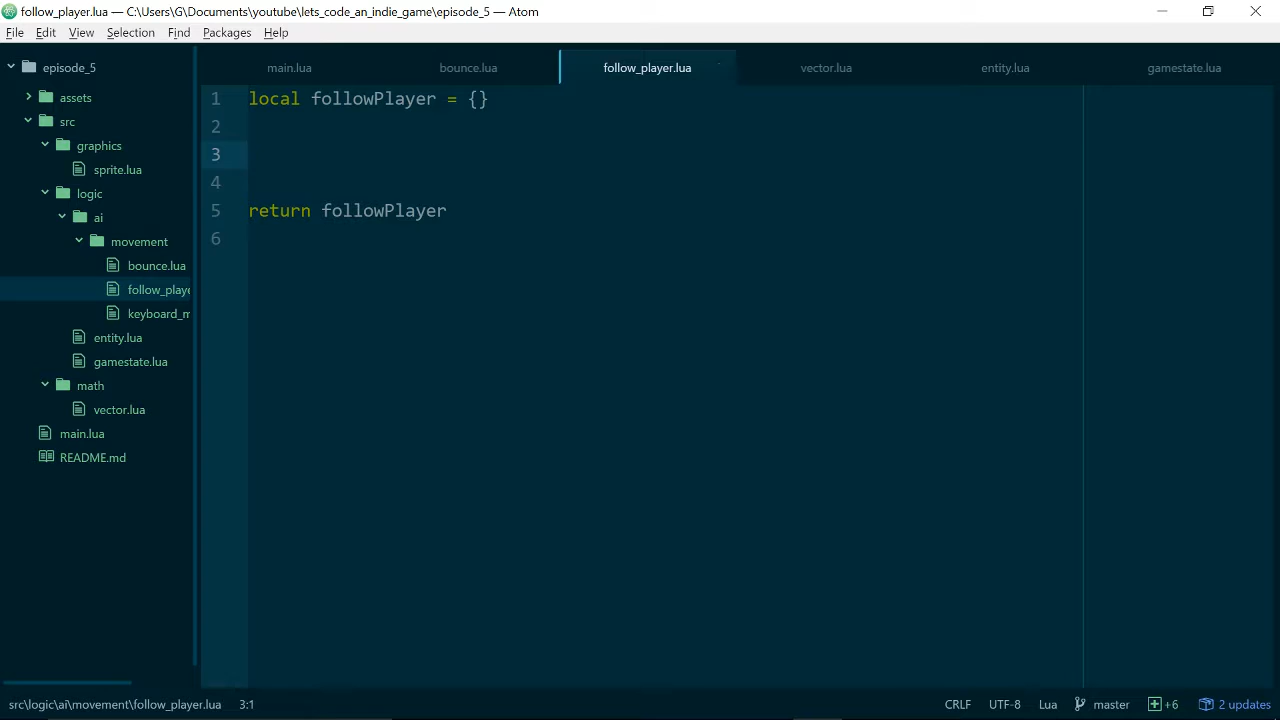 follow_player.lua — C:\Users\G\Documents\youtube\lets_code_an_indie_game\episode_5 — Atom
File Edit View Selection Find Packages Help
episode_5
assets
src
graphics
sprite.lua
logic
ai
movement
bounce.lua
follow_playe
keyboard_m
entity.lua
gamestate.lua
math
vector.lua
main.lua
README.md
main.lua bounce.lua follow_player.lua vector.lua entity.lua gamestate.lua
1 local followPlayer = {}
2
3
4
5 return followPlayer
6
src\logic\ai\movement\follow_player.lua 3:1 CRLF UTF-8 Lua master +6 2 updates